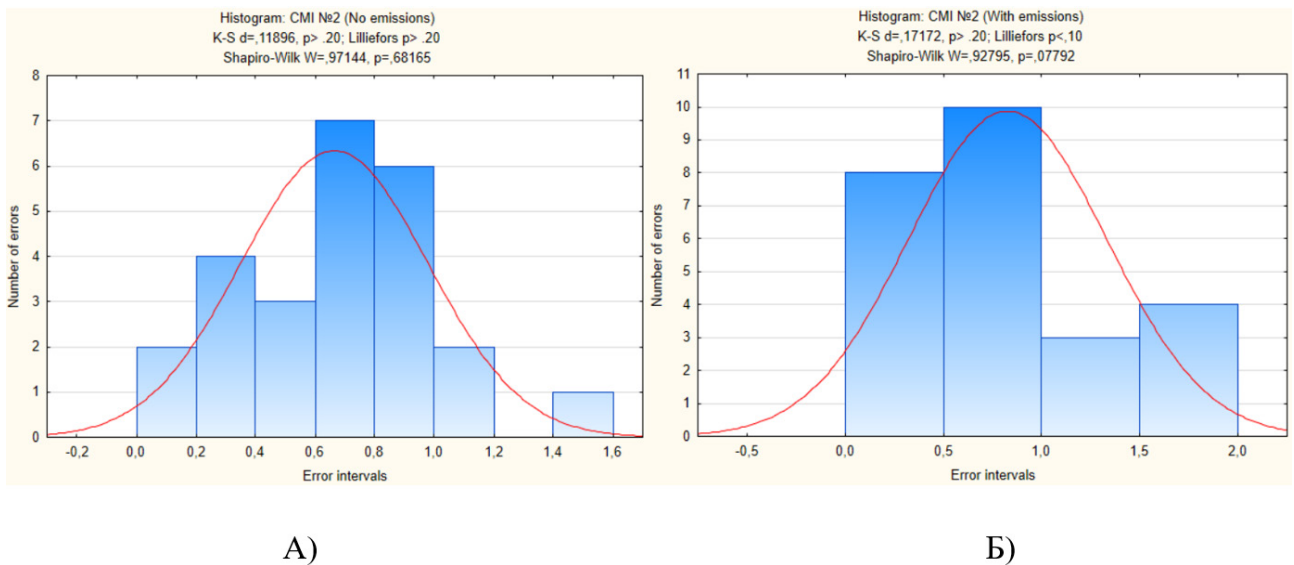 Histogram: CMI №2 (No emissions)
K-S d=,11896, p> .20; Lilliefors p> .20
Shapiro-Wilk W=,97144, p=,68165
8
7
6
5
4
3
2
1
0
Number of errors
-0,2 0,0 0,2 0,4 0,6 0,8 1,0 1,2 1,4 1,6
Error intervals
А)
Histogram: CMI №2 (With emissions)
K-S d=,17172, p> .20; Lilliefors p<,10
Shapiro-Wilk W=,92795, p=,07792
11
10
9
8
7
6
5
4
3
2
1
0
Number of errors
-0,5 0,0 0,5 1,0 1,5 2,0
Error intervals
Б)